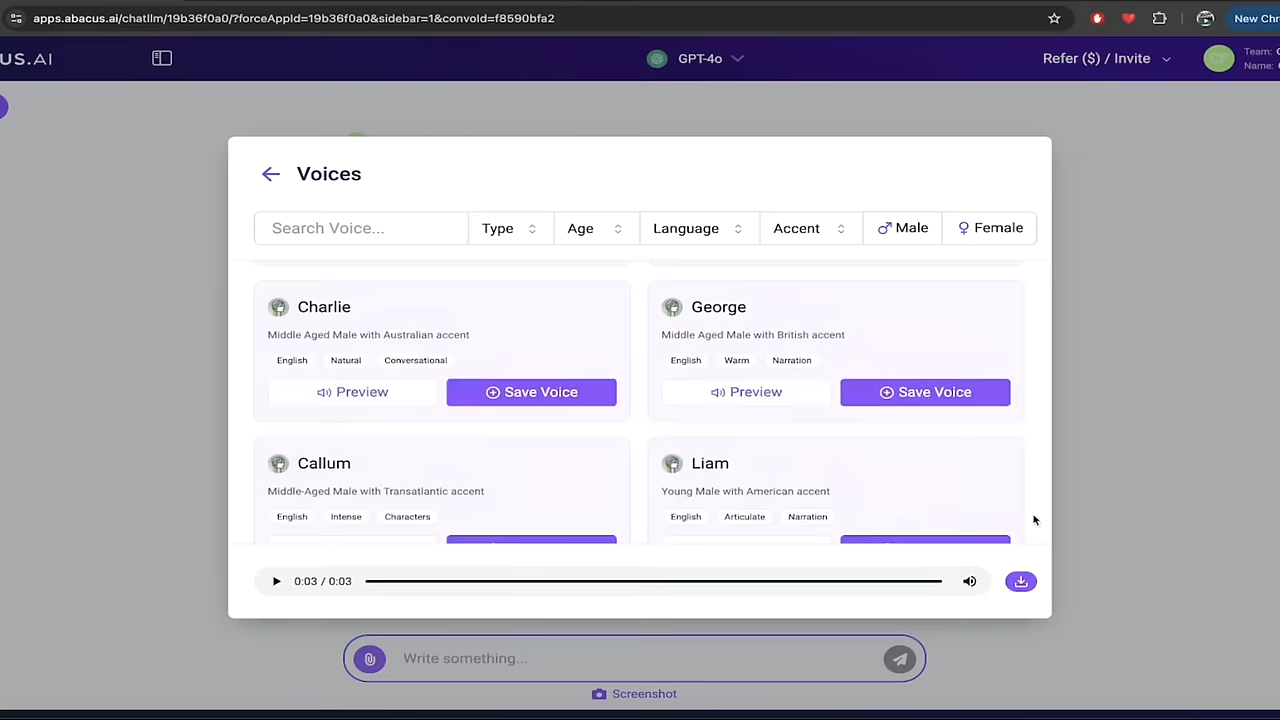 apps.abacus.ai/chatllm/19b36f0a0/?forceAppId=19b36f0a0&sidebar=1&convoId=f8590bfa2
New Chr
US.AI
GPT-4o
Refer ($) / Invite
Team: C
Name:
CP
Voices
Search Voice...
Type
Age
Language
Accent
Male
Female
Charlie
Middle Aged Male with Australian accent
English Natural Conversational
Preview
Save Voice
George
Middle Aged Male with British accent
English Warm Narration
Preview
Save Voice
Callum
Middle-Aged Male with Transatlantic accent
English Intense Characters
Liam
Young Male with American accent
English Articulate Narration
0:03 / 0:03
Write something...
Screenshot